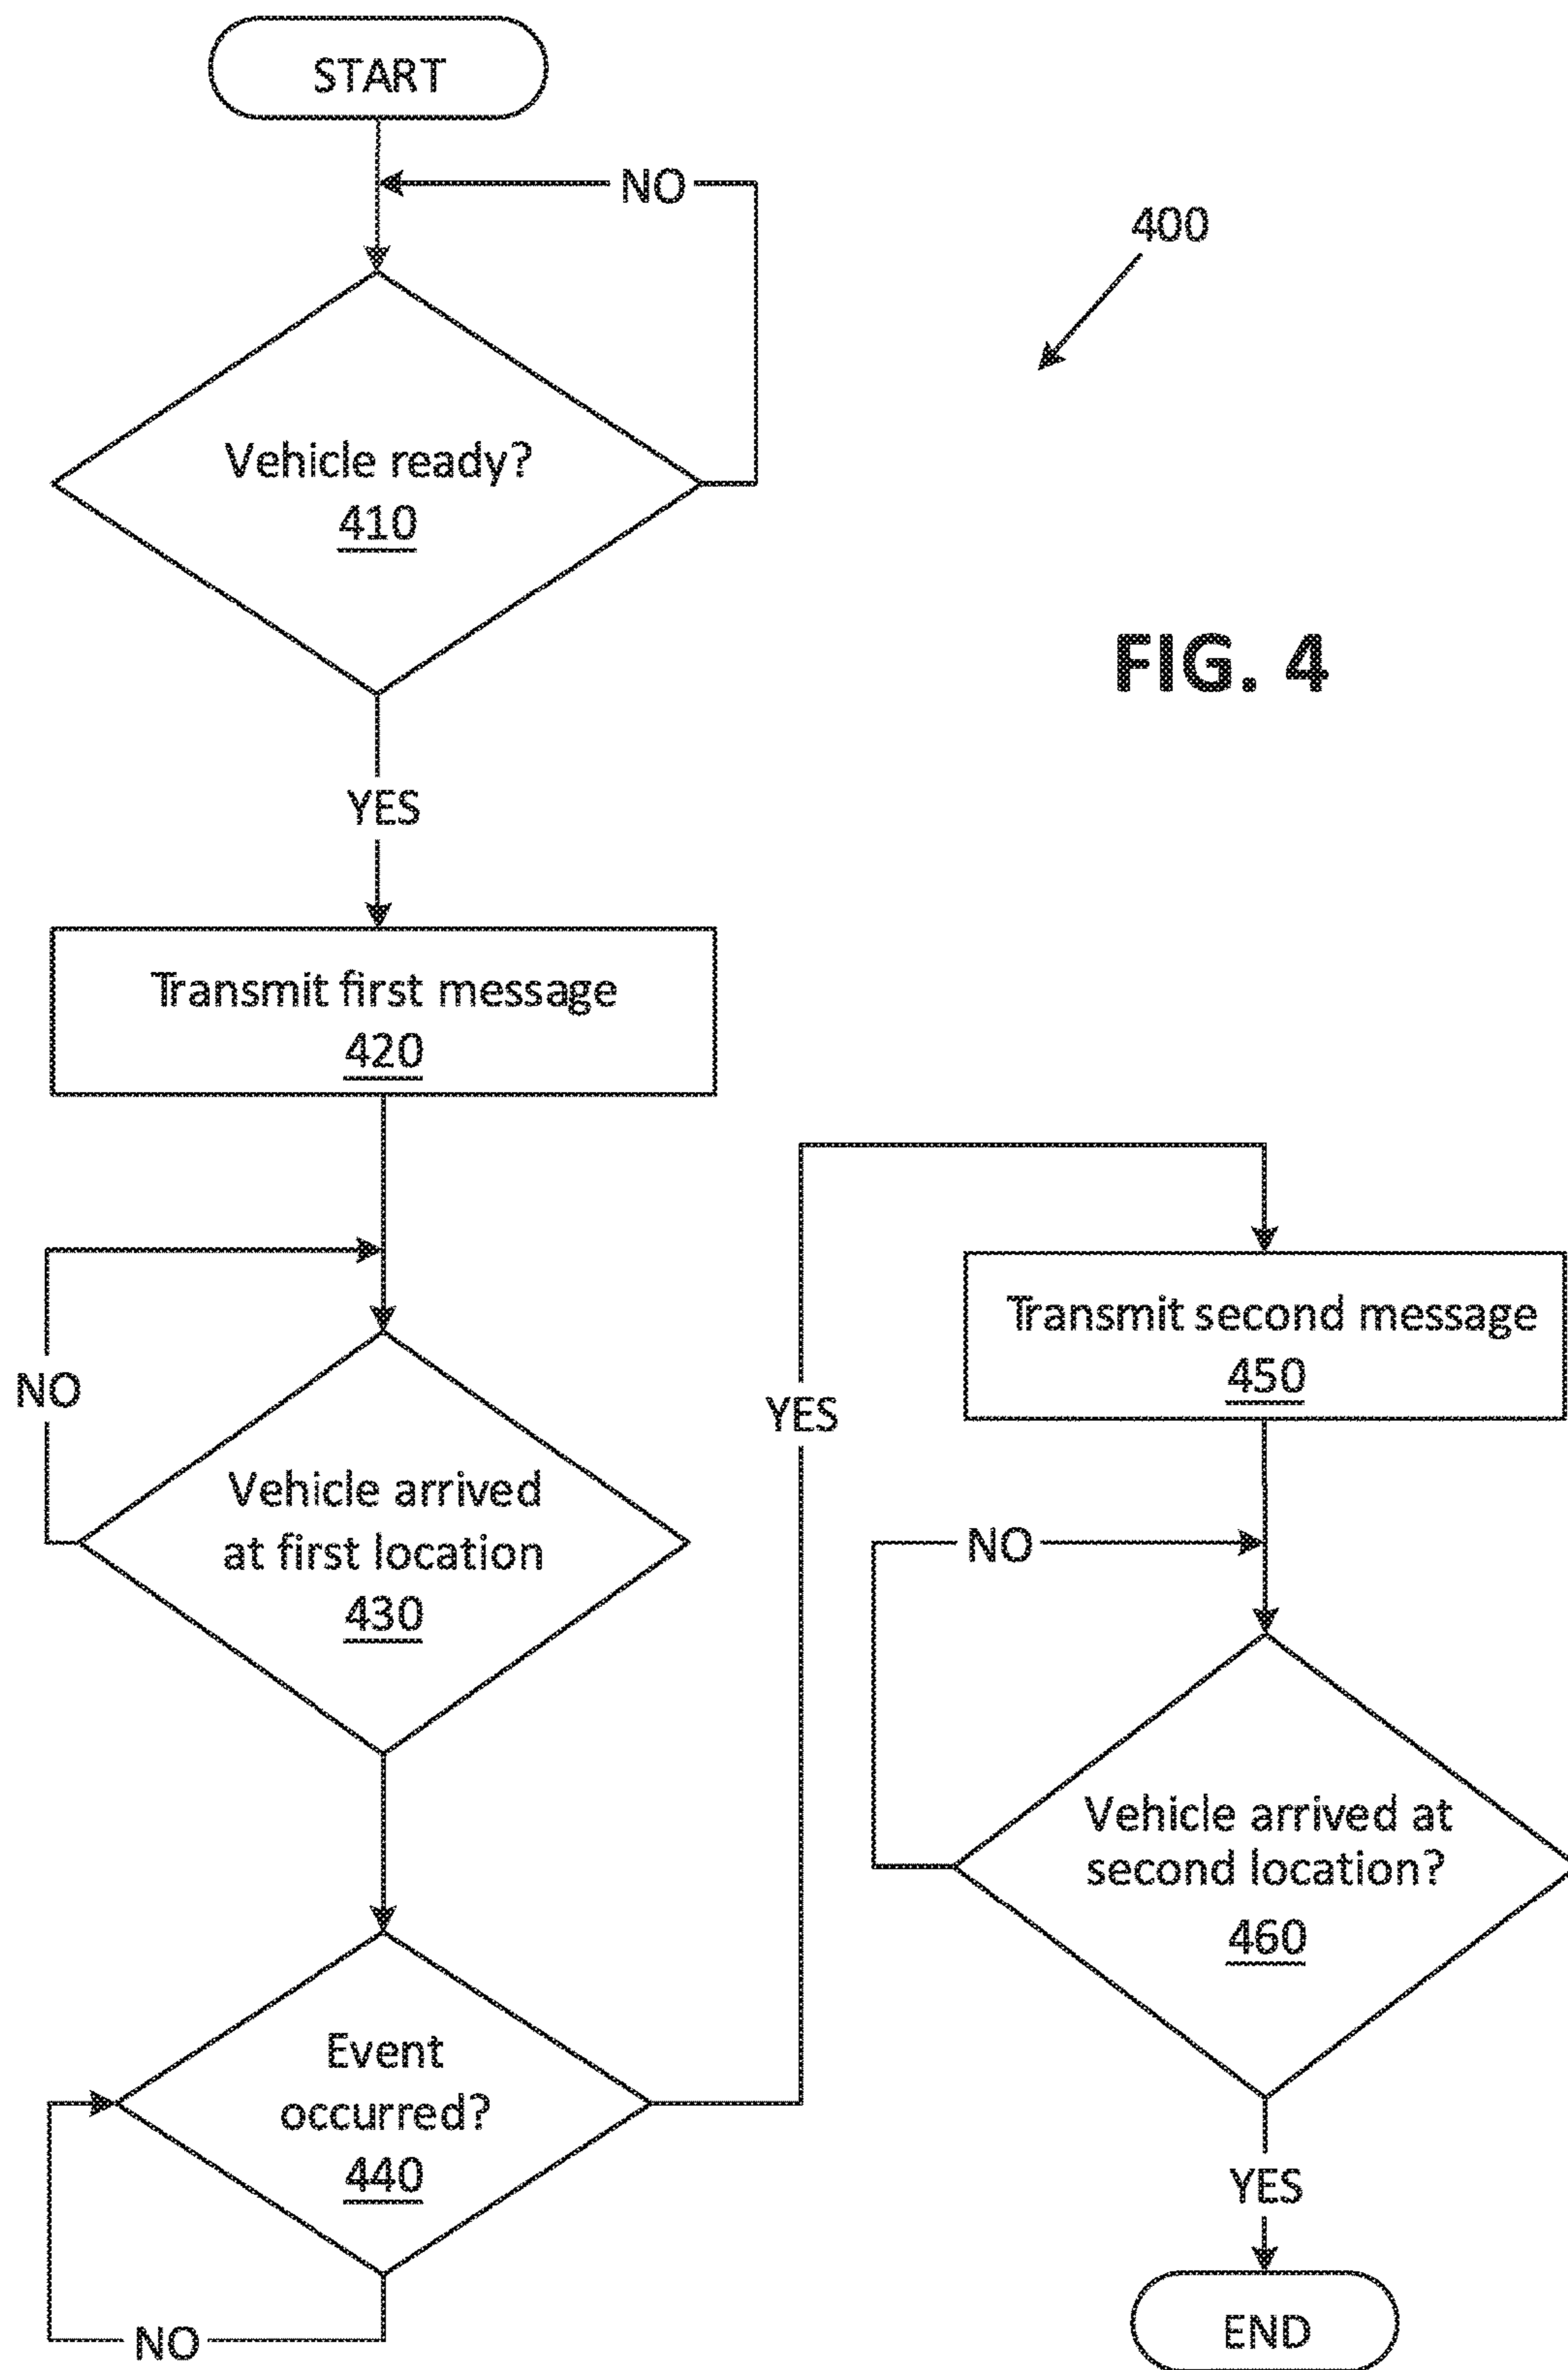 START
NO
400
Vehicle ready?
410
FIG. 4
YES
Transmit first message
420
NO
Vehicle arrived
at first location
430
Event
occurred?
440
NO
YES
Transmit second message
450
NO
Vehicle arrived at
second location?
460
YES
END